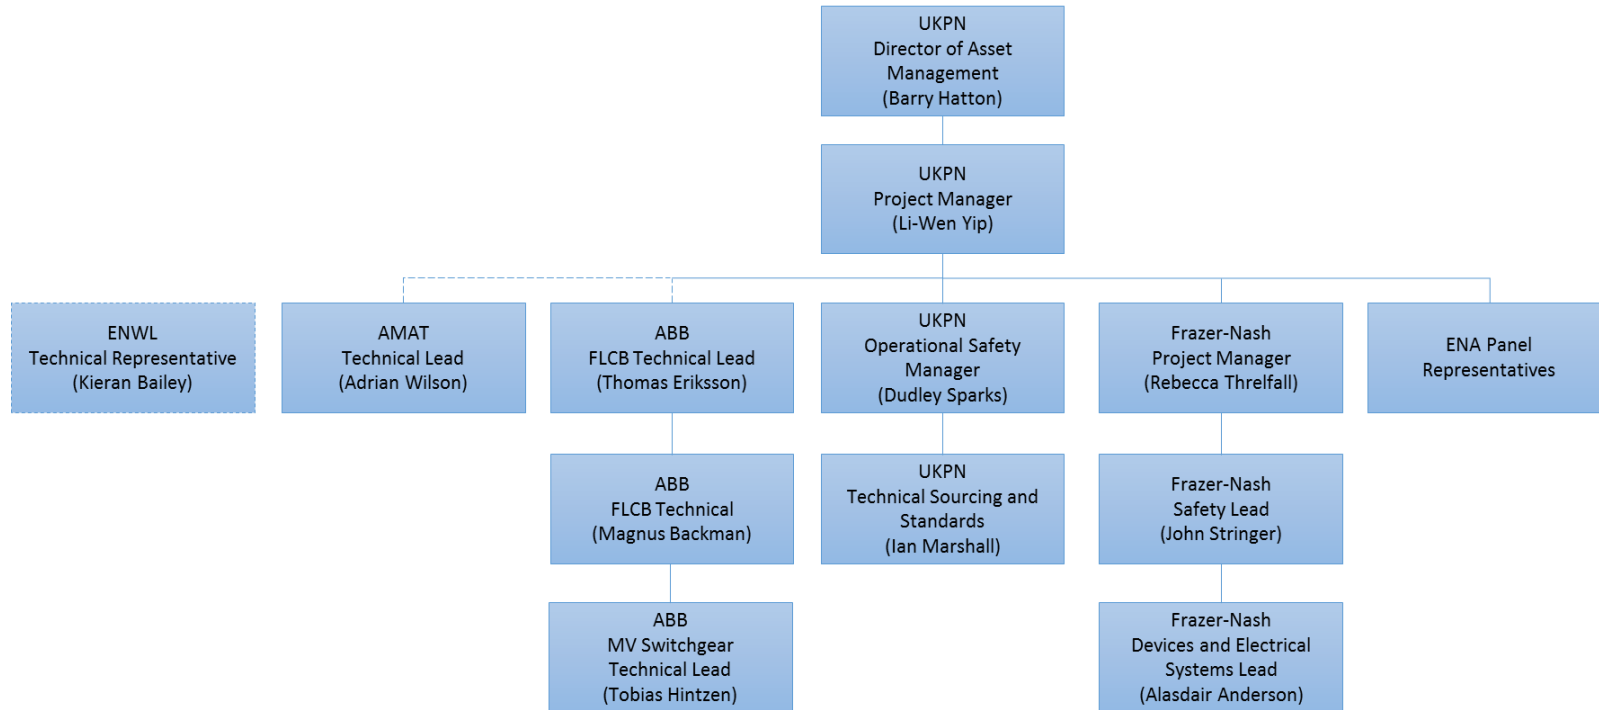 UKPN
Director of Asset
Management
(Barry Hatton)
UKPN
Project Manager
(Li-Wen Yip)
ENWL
Technical Representative
(Kieran Bailey)
AMAT
Technical Lead
(Adrian Wilson)
ABB
FLCB Technical Lead
(Thomas Eriksson)
UKPN
Operational Safety
Manager
(Dudley Sparks)
Frazer-Nash
Project Manager
(Rebecca Threlfall)
ENA Panel
Representatives
ABB
FLCB Technical
(Magnus Backman)
UKPN
Technical Sourcing and
Standards
(Ian Marshall)
Frazer-Nash
Safety Lead
(John Stringer)
ABB
MV Switchgear
Technical Lead
(Tobias Hintzen)
Frazer-Nash
Devices and Electrical
Systems Lead
(Alasdair Anderson)